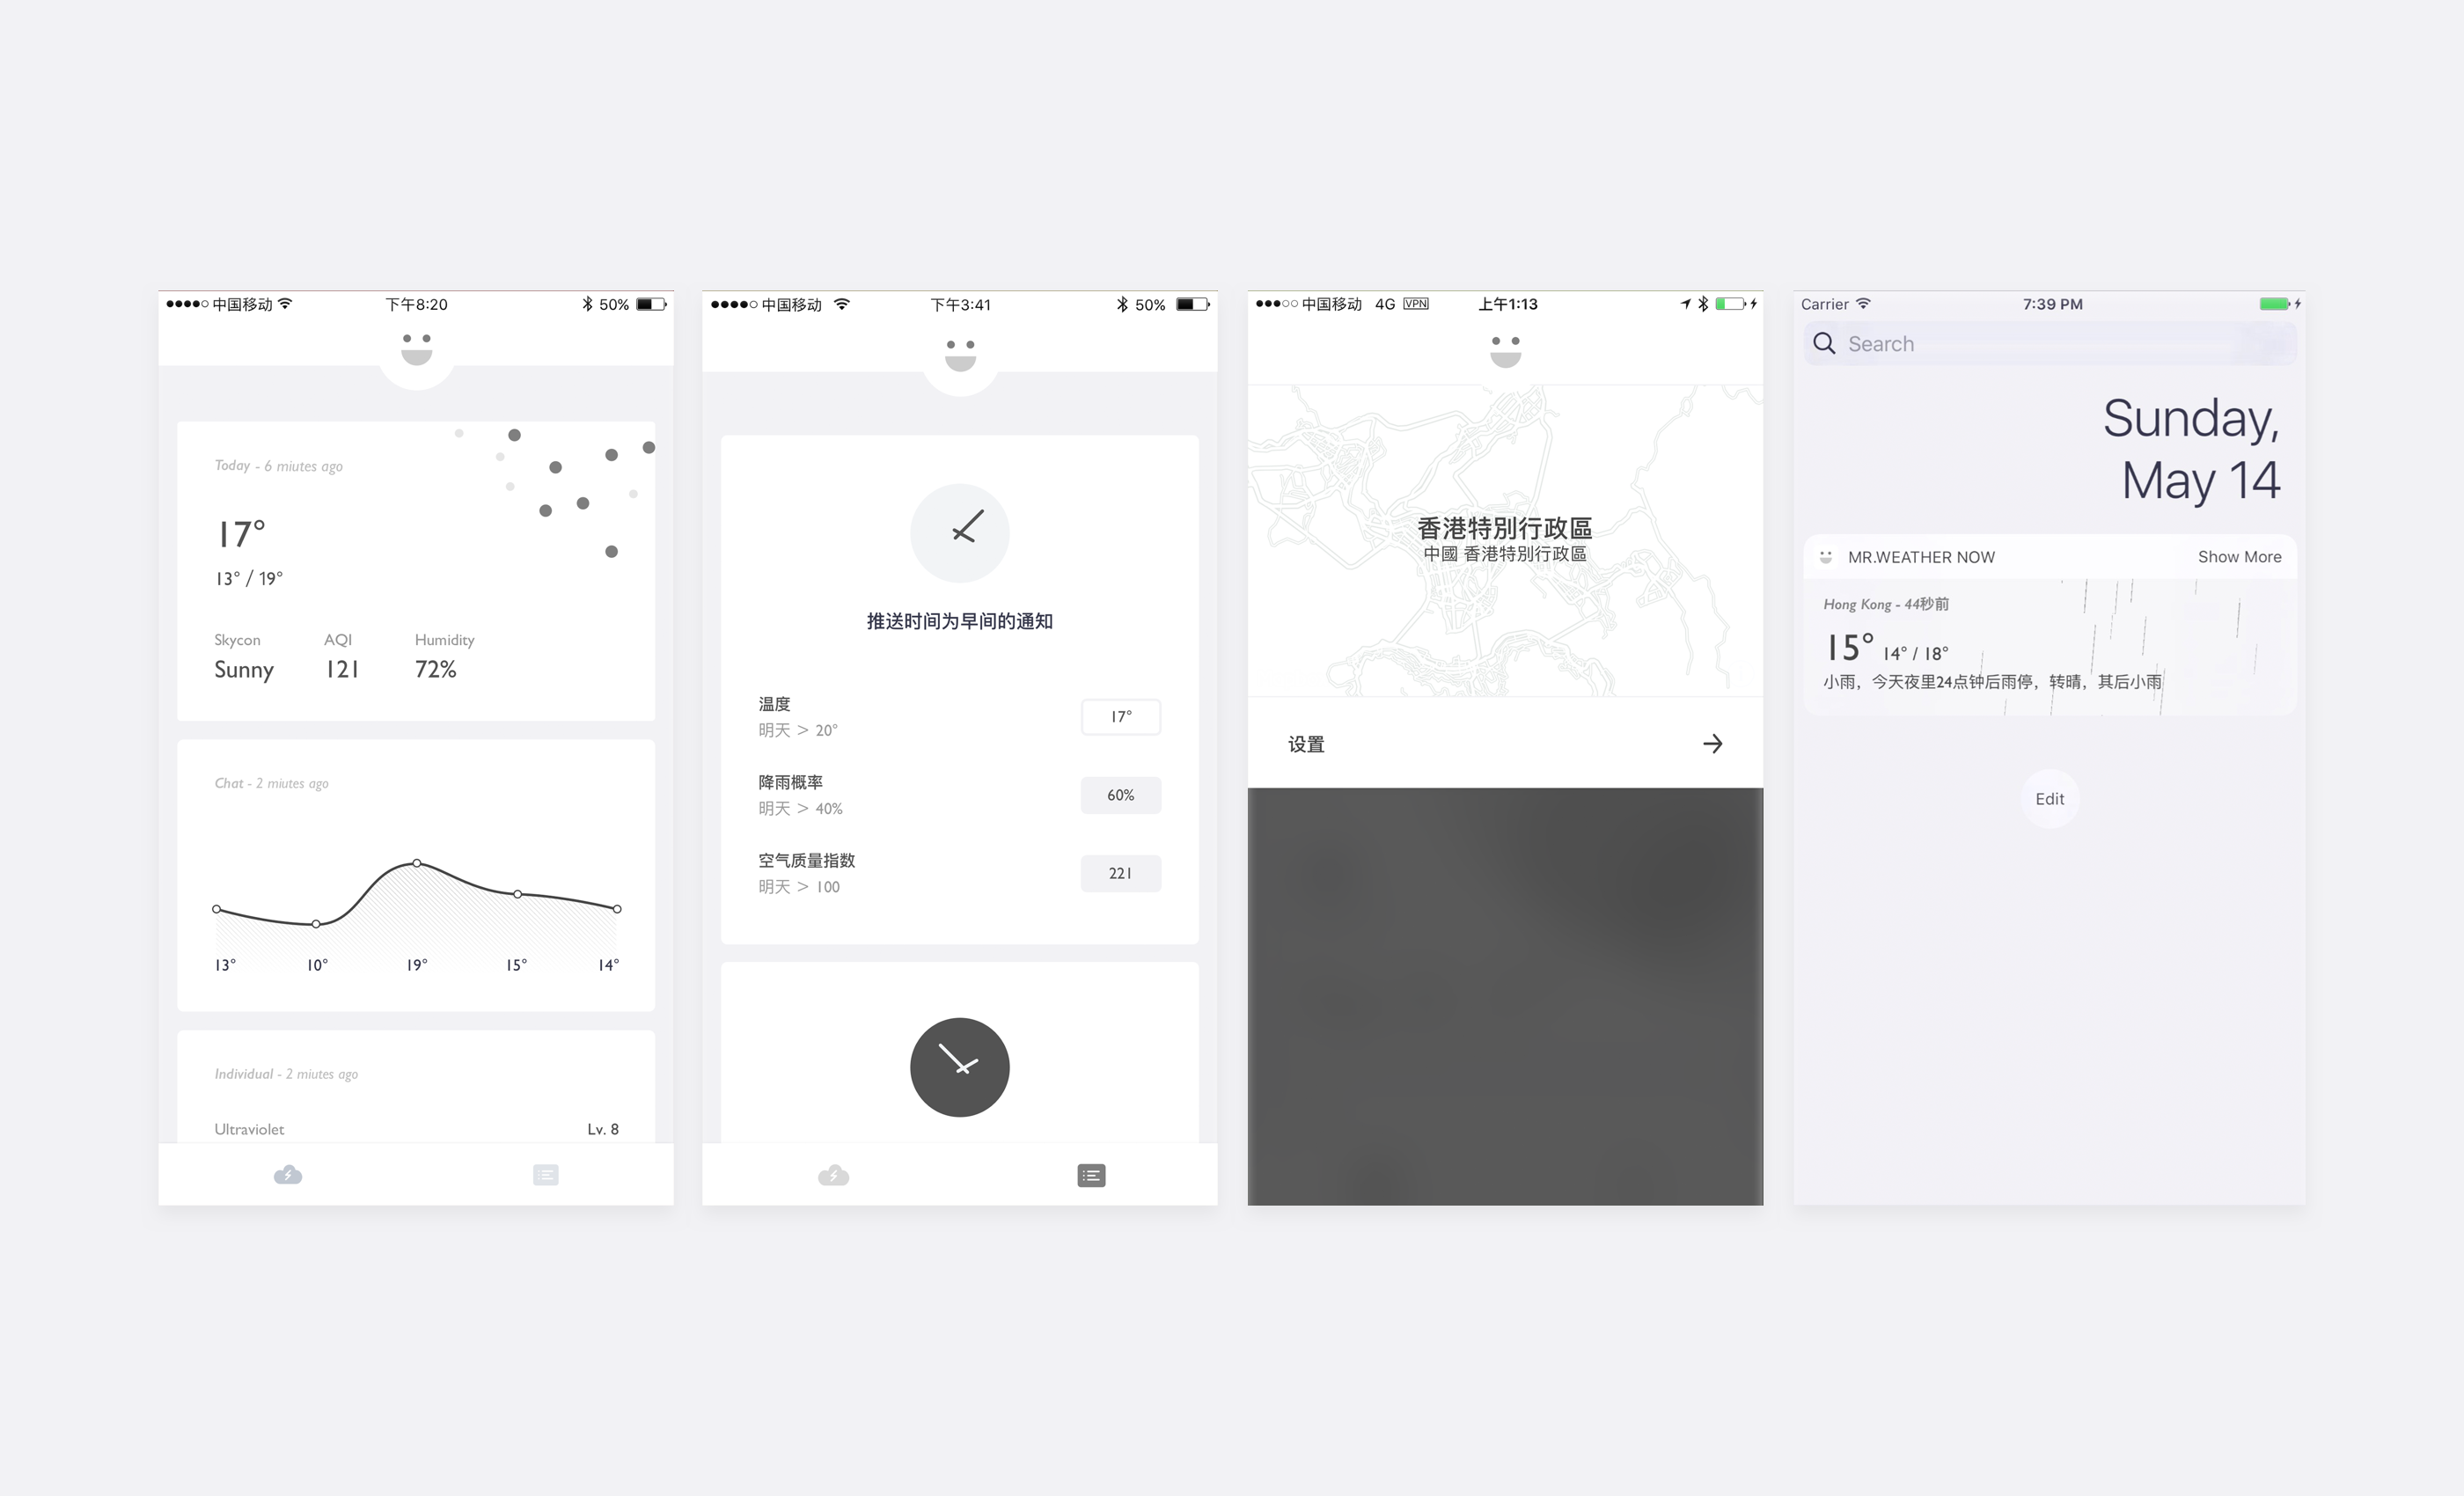 中国移动 下午8:20 50%
Today - 6 miutes ago
17°
13° / 19°
Skycon AQI Humidity
Sunny 121 72%
Chat - 2 miutes ago
13° 10° 19° 15° 14°
Individual - 2 miutes ago
Ultraviolet Lv. 8
中国移动 下午3:41 50%
推送时间为早间的通知
温度
明天 > 20°
17°
降雨概率
明天 > 40%
60%
空气质量指数
明天 > 100
221
中国移动 4G VPN 上午1:13
香港特別行政區
中國 香港特別行政區
设置
Carrier 7:39 PM
Search
Sunday,
May 14
MR.WEATHER NOW Show More
Hong Kong - 44秒前
15° 14° / 18°
小雨，今天夜里24点钟后雨停，转晴，其后小雨
Edit